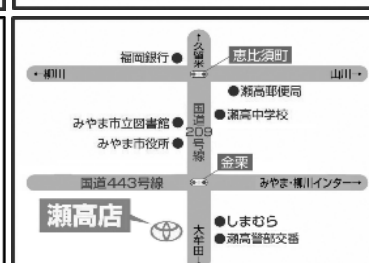 ↑久留米
福岡銀行●
恵比須町
←柳川
山川→
●瀬高郵便局
国道209号線
●瀬高中学校
みやま市立図書館●
みやま市役所●
金栗
国道443号線
みやま・柳川インター→
瀬高店
大牟田↓
●しまむら
●瀬高警部交番